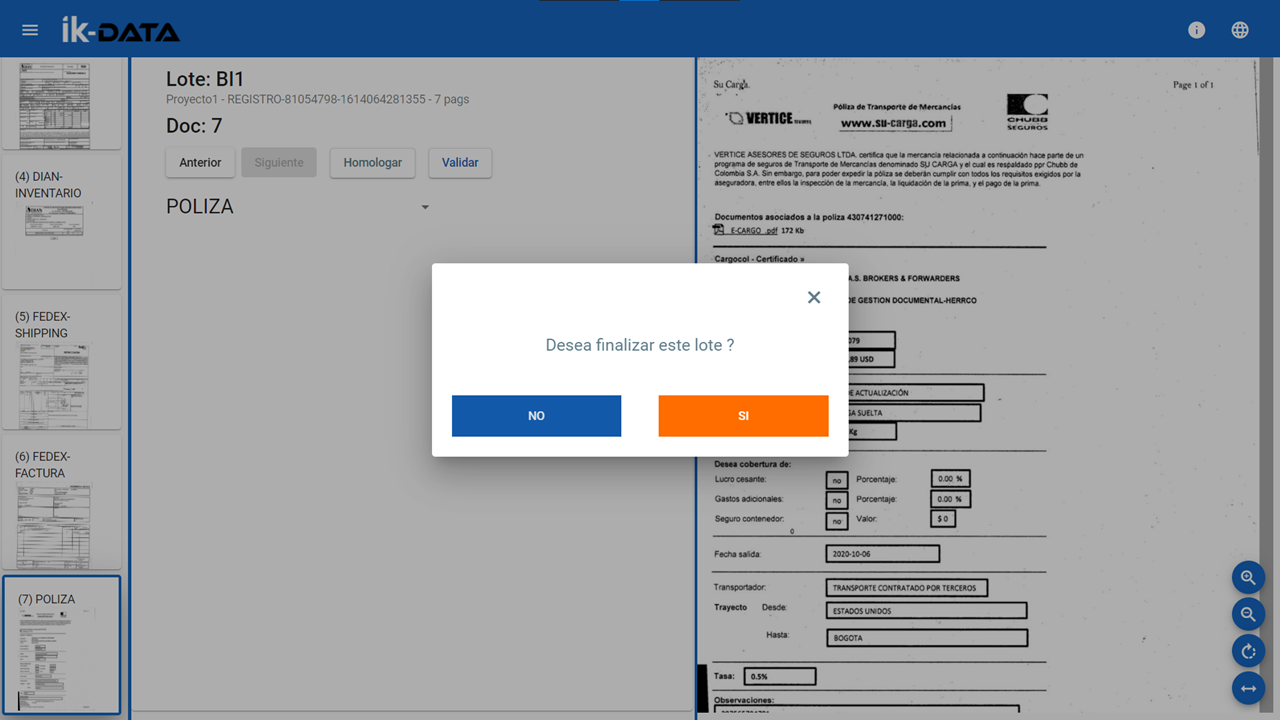 ik-DATA
(4) DIAN-
INVENTARIO
(5) FEDEX-
SHIPPING
(6) FEDEX-
FACTURA
(7) POLIZA
Lote: BI1
Proyecto1 - REGISTRO-81054798-1614064281355 - 7 pags
Doc: 7
Anterior Siguiente Homologar Validar
POLIZA
Desea finalizar este lote ?
NO SI
Su Carga. Page 1 of 1
Póliza de Transporte de Mercancias
VERTICE
www.su-carga.com
CHUBB
SEGUROS
VERTICE ASESORES DE SEGUROS LTDA. certifica que la mercancia relacionada a continuación hace parte de un
programa de seguros de Transporte de Mercancias denominado SU CARGA y el cual es respaldado por Chubb de
Colombia S.A. Sin embargo, para poder expedir la póliza se deberán cumplir con todos los requisitos exigidos por la
aseguradora, entre ellos la inspección de la mercancia, la liquidación de la prima, y el pago de la prima.
Documentos asociados a la poliza 430741271000:
E-CARGO .pdf 172 Kb
Cargocol - Certificado »
A.S. BROKERS & FORWARDERS
DE GESTION DOCUMENTAL-HERRCO
079
.89 USD
DE ACTUALIZACIÓN
GA SUELTA
Kg
Desea cobertura de:
Lucro cesante: no Porcentaje: 0.00 %
Gastos adicionales: no Porcentaje: 0.00 %
Seguro contenedor: no Valor: $ 0
0
Fecha salida: 2020-10-06
Transportador: TRANSPORTE CONTRATADO POR TERCEROS
Trayecto Desde: ESTADOS UNIDOS
Hasta: BOGOTA
Tasa: 0.5%
Observaciones: